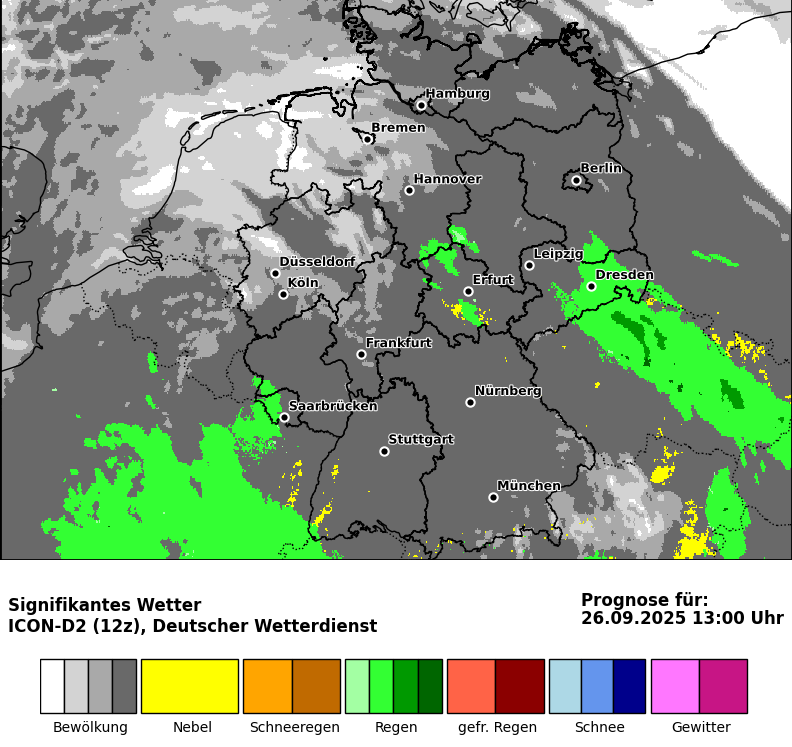 Hamburg
Bremen
Berlin
Hannover
Leipzig
Düsseldorf
Dresden
Köln
Erfurt
Frankfurt
Nürnberg
Saarbrücken
Stuttgart
München
Signifikantes Wetter
ICON-D2 (12z), Deutscher Wetterdienst
Prognose für:
26.09.2025 13:00 Uhr
Bewölkung Nebel Schneeregen Regen gefr. Regen Schnee Gewitter